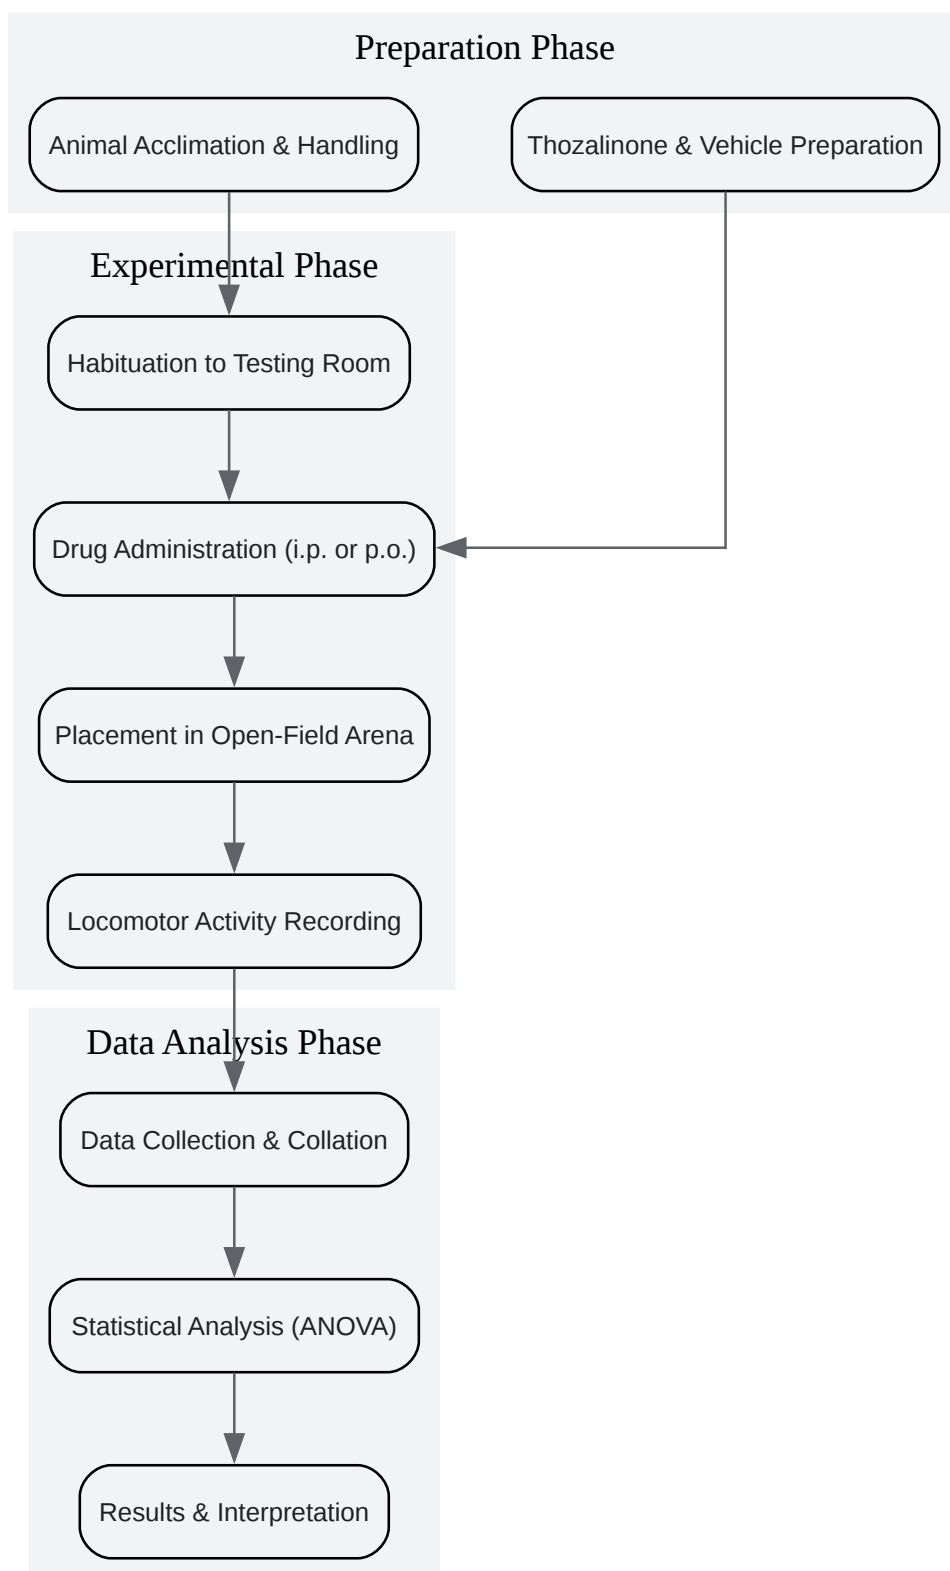 Preparation Phase
Animal Acclimation & Handling
Thozalinone & Vehicle Preparation
Experimental Phase
Habituation to Testing Room
Drug Administration (i.p. or p.o.)
Placement in Open-Field Arena
Locomotor Activity Recording
Data Analysis Phase
Data Collection & Collation
Statistical Analysis (ANOVA)
Results & Interpretation